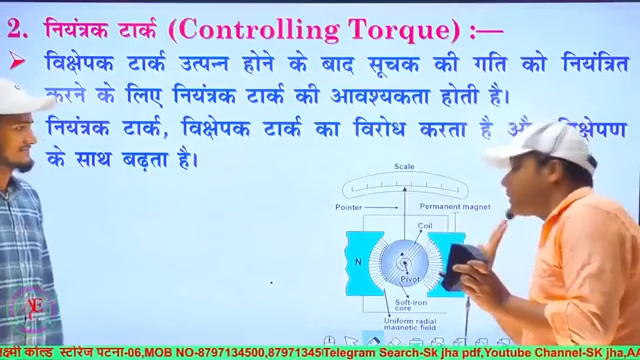 2. नियंत्रक टार्क (Controlling Torque) :—
विक्षेपक टार्क उत्पन्न होने के बाद सूचक की गति को नियंत्रित
करने के लिए नियंत्रक टार्क की आवश्यकता होती है।
नियंत्रक टार्क, विक्षेपक टार्क का विरोध करता है
के साथ बढ़ता है।
Scale
Pointer
Permanent magnet
Coil
N
Pivot
Soft-iron
core
Uniform radial
magnetic field
स्टोरेज पटना-06,MOB NO-8797134500,87971345/Telegram Search-Sk jha pdf,Youtube Channel-SK jha